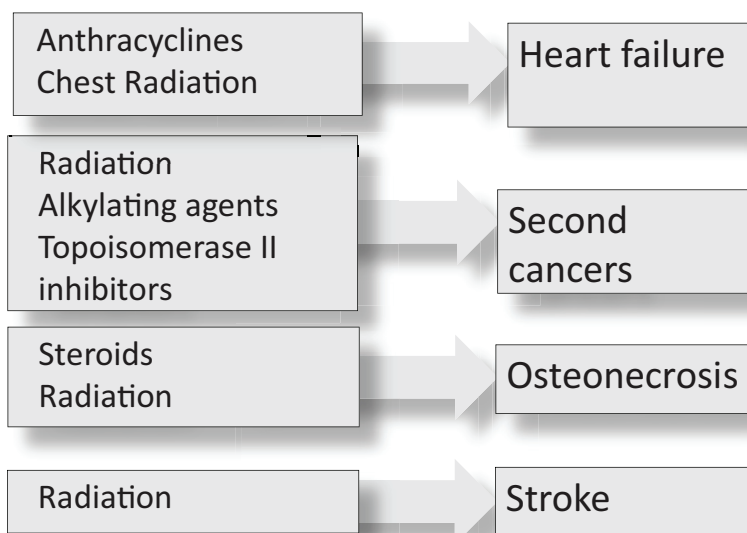 Anthracyclines
Chest Radiation
Heart failure
Radiation
Alkylating agents
Topoisomerase II
inhibitors
Second
cancers
Steroids
Radiation
Osteonecrosis
Radiation
Stroke